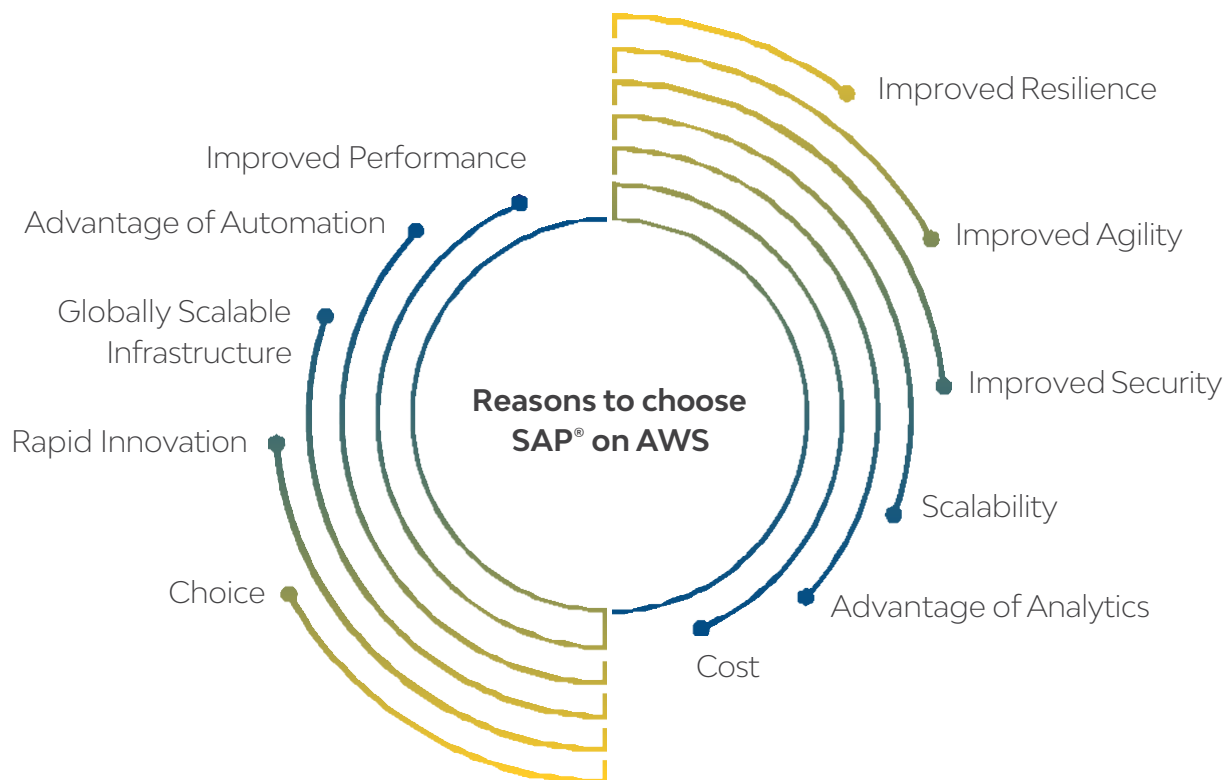 Improved Resilience
Improved Performance
Advantage of Automation
Improved Agility
Globally Scalable
Infrastructure
Improved Security
Reasons to choose
SAP® on AWS
Rapid Innovation
Scalability
Choice
Advantage of Analytics
Cost